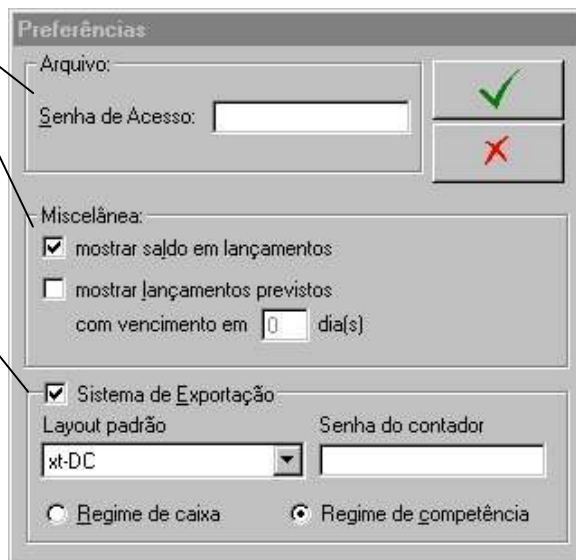 Preferências
Arquivo:
Senha de Acesso:
Miscelânea:
mostrar saldo em lançamentos
mostrar lançamentos previstos
com vencimento em 0 dia(s)
Sistema de Exportação
Layout padrão Senha do contador
xt-DC
Regime de caixa Regime de competência